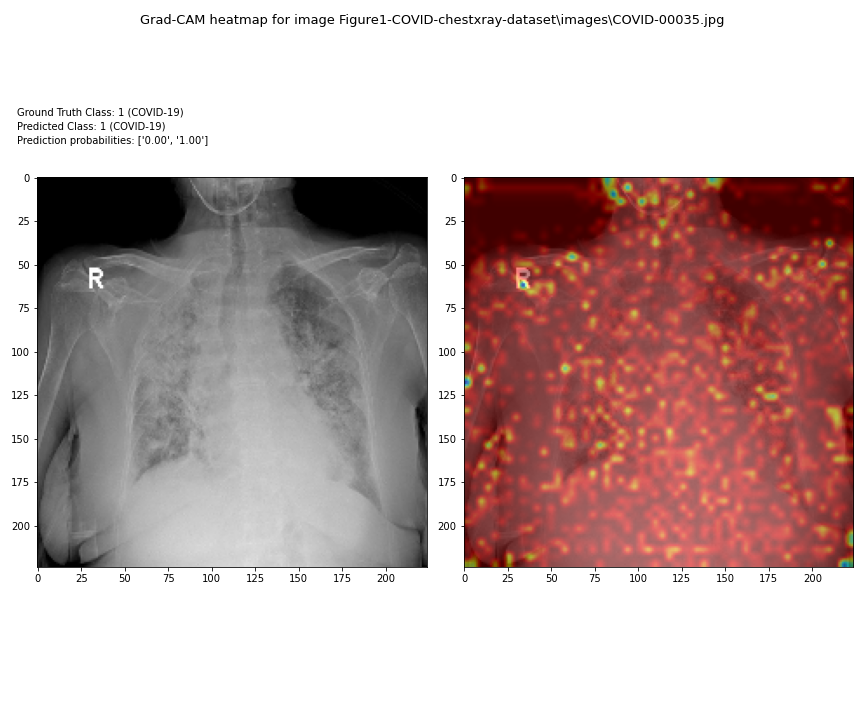 Grad-CAM heatmap for image Figure1-COVID-chestxray-dataset\images\COVID-00035.jpg
Ground Truth Class: 1 (COVID-19)
Predicted Class: 1 (COVID-19)
Prediction probabilities: ['0.00', '1.00']
0
25
50
75
100
125
150
175
200
R
0 25 50 75 100 125 150 175 200
0
25
50
75
100
125
150
175
200
R
0 25 50 75 100 125 150 175 200